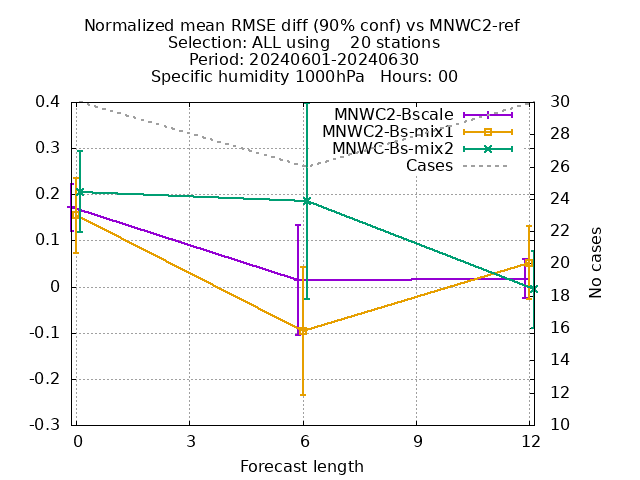 Normalized mean RMSE diff (90% conf) vs MNWC2-ref
Selection: ALL using    20 stations
Period: 20240601-20240630
Specific humidity 1000hPa   Hours: 00
MNWC2-Bscale
MNWC2-Bs-mix1
MNWC-Bs-mix2
Cases
0.4
0.3
0.2
0.1
0
-0.1
-0.2
-0.3
30
28
26
24
22
20
18
16
14
12
10
No cases
0 3 6 9 12
Forecast length